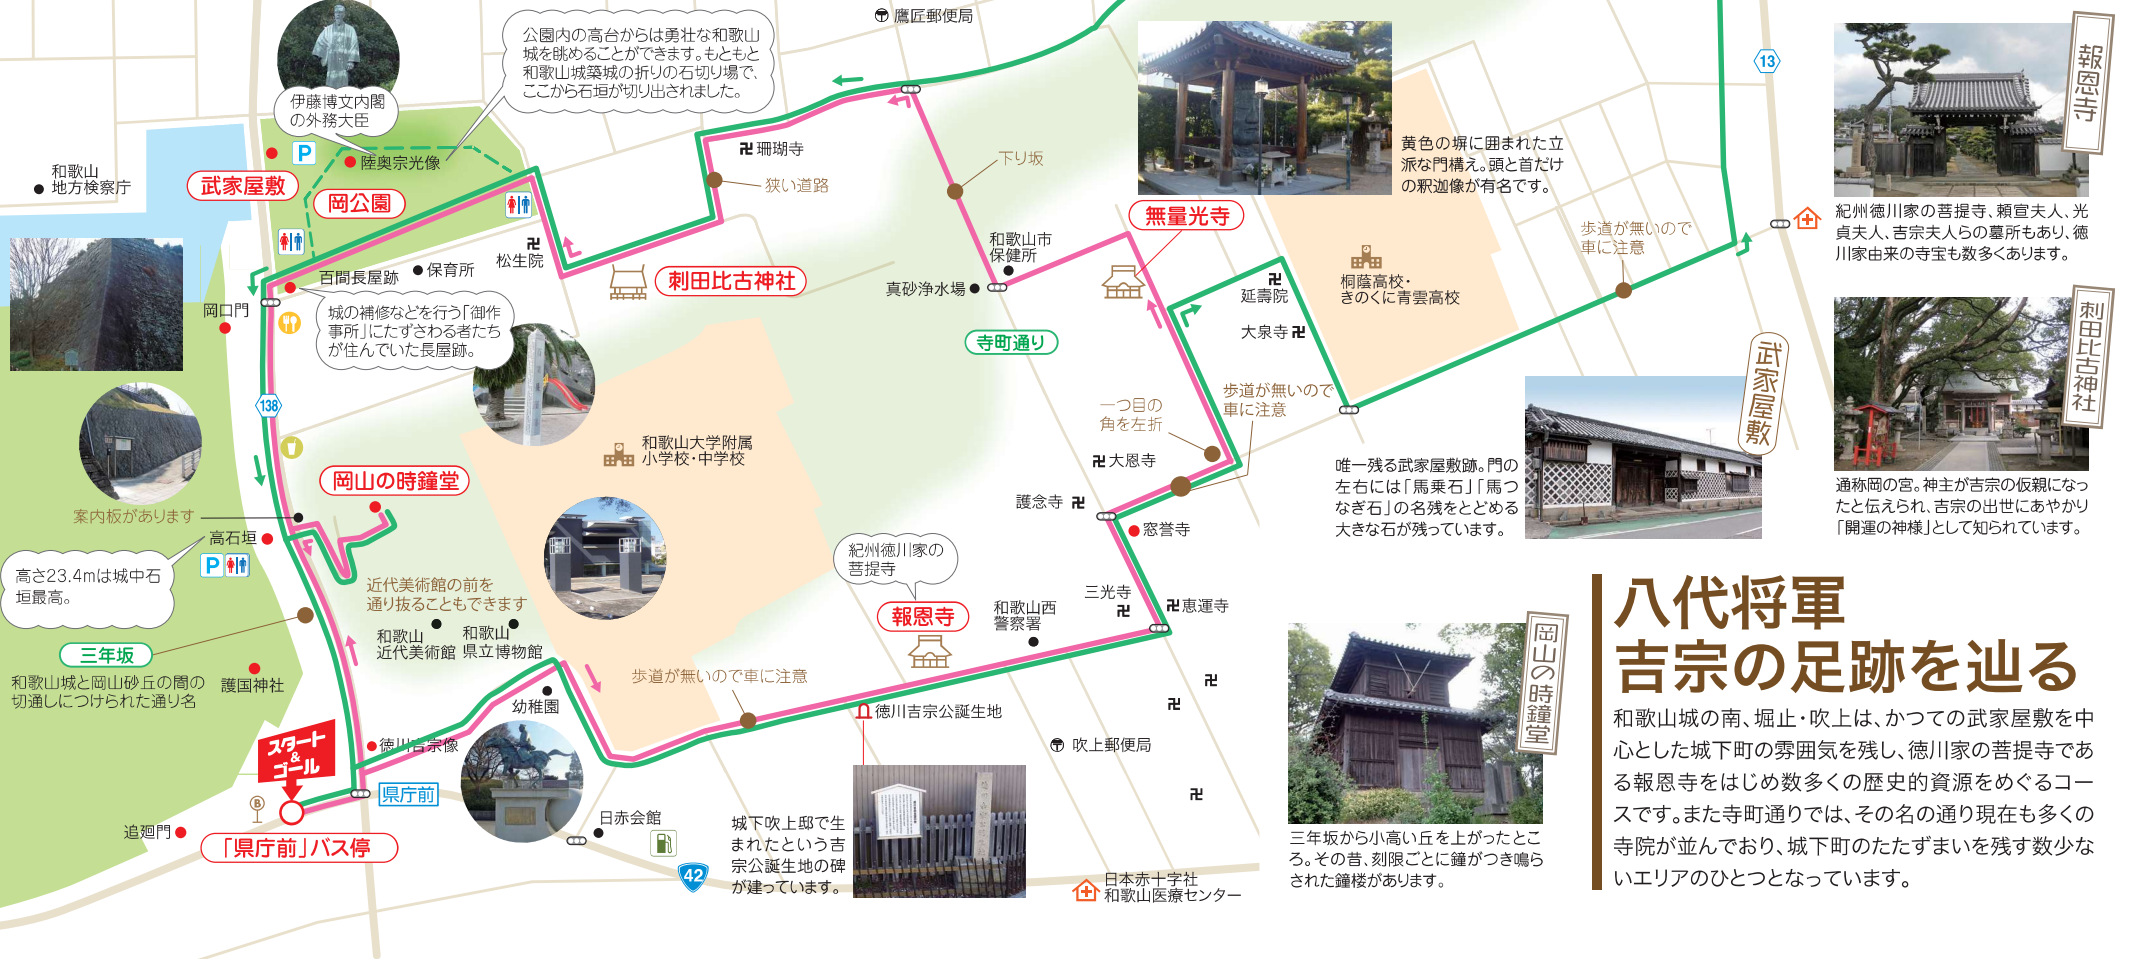 鷹匠郵便局
伊藤博文内閣
の外務大臣
公園内の高台からは勇壮な和歌山
城を眺めることができます。もともと
和歌山城築城の折りの石切り場で、
ここから石垣が切り出されました。
和歌山
地方検察庁
P
陸奥宗光像
武家屋敷
岡公園
珊瑚寺
狭い道路
下り坂
松生院
百間長屋跡
保育所
岡口門
城の補修などを行う「御作
事所」にたずさわる者たち
が住んでいた長屋跡。
刺田比古神社
和歌山市
保健所
真砂浄水場
寺町通り
無量光寺
黄色の塀に囲まれた立
派な門構え。頭と首だけ
の釈迦像が有名です。
延壽院
大泉寺
桐蔭高校・
きのくに青雲高校
歩道が無いので
車に注意
13
報恩寺
紀州徳川家の菩提寺、頼宣夫人、光
貞夫人、吉宗夫人らの墓所もあり、徳
川家由来の寺宝も数多くあります。
刺田比古神社
通称岡の宮。神主が吉宗の仮親になっ
たと伝えられ、吉宗の出世にあやかり
「開運の神様」として知られています。
武家屋敷
唯一残る武家屋敷跡。門の
左右には「馬乗石」「馬つ
なぎ石」の名残をとどめる
大きな石が残っています。
138
和歌山大学附属
小学校・中学校
岡山の時鐘堂
案内板があります
高石垣
P
高さ23.4mは城中石
垣最高。
一つ目の
角を左折
歩道が無いので
車に注意
大恩寺
護念寺
窓誉寺
三光寺
恵運寺
近代美術館の前を
通り抜ることもできます
和歌山
近代美術館
和歌山
県立博物館
紀州徳川家の
菩提寺
報恩寺
和歌山西
警察署
三年坂
和歌山城と岡山砂丘の間の
切通しにつけられた通り名
護国神社
幼稚園
歩道が無いので車に注意
徳川吉宗公誕生地
徳川吉宗像
スタート
&
ゴール
県庁前
B
追廻門
「県庁前」バス停
日赤会館
42
城下吹上邸で生
まれたという吉
宗公誕生地の碑
が建っています。
吹上郵便局
日本赤十字社
和歌山医療センター
岡山の時鐘堂
三年坂から小高い丘を上がったとこ
ろ。その昔、刻限ごとに鐘がつき鳴ら
された鐘楼があります。
八代将軍
吉宗の足跡を辿る
和歌山城の南、堀止・吹上は、かつての武家屋敷を中
心とした城下町の雰囲気を残し、徳川家の菩提寺であ
る報恩寺をはじめ数多くの歴史的資源をめぐるコー
スです。また寺町通りでは、その名の通り現在も多くの
寺院が並んでおり、城下町のたたずまいを残す数少な
いエリアのひとつとなっています。